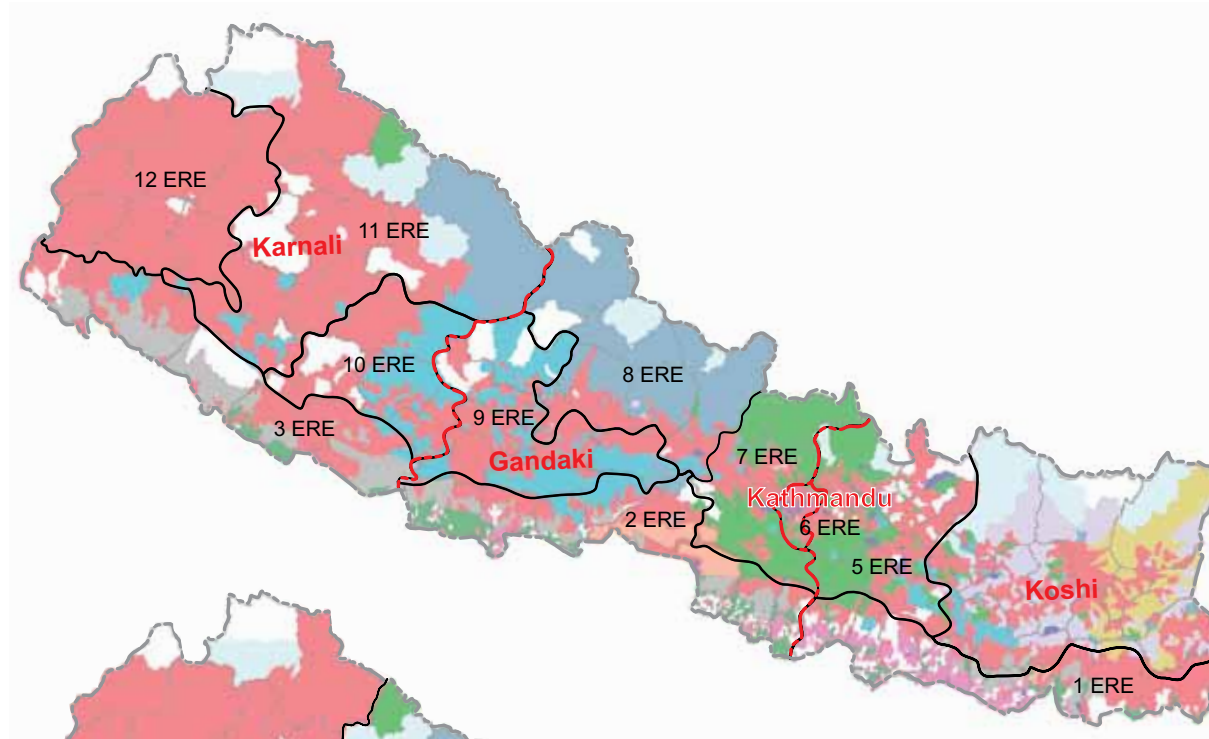 12 ERE
11 ERE
Karnali
10 ERE
8 ERE
9 ERE
3 ERE
Gandaki
7 ERE
Kathmandu
2 ERE
6 ERE
5 ERE
Koshi
1 ERE